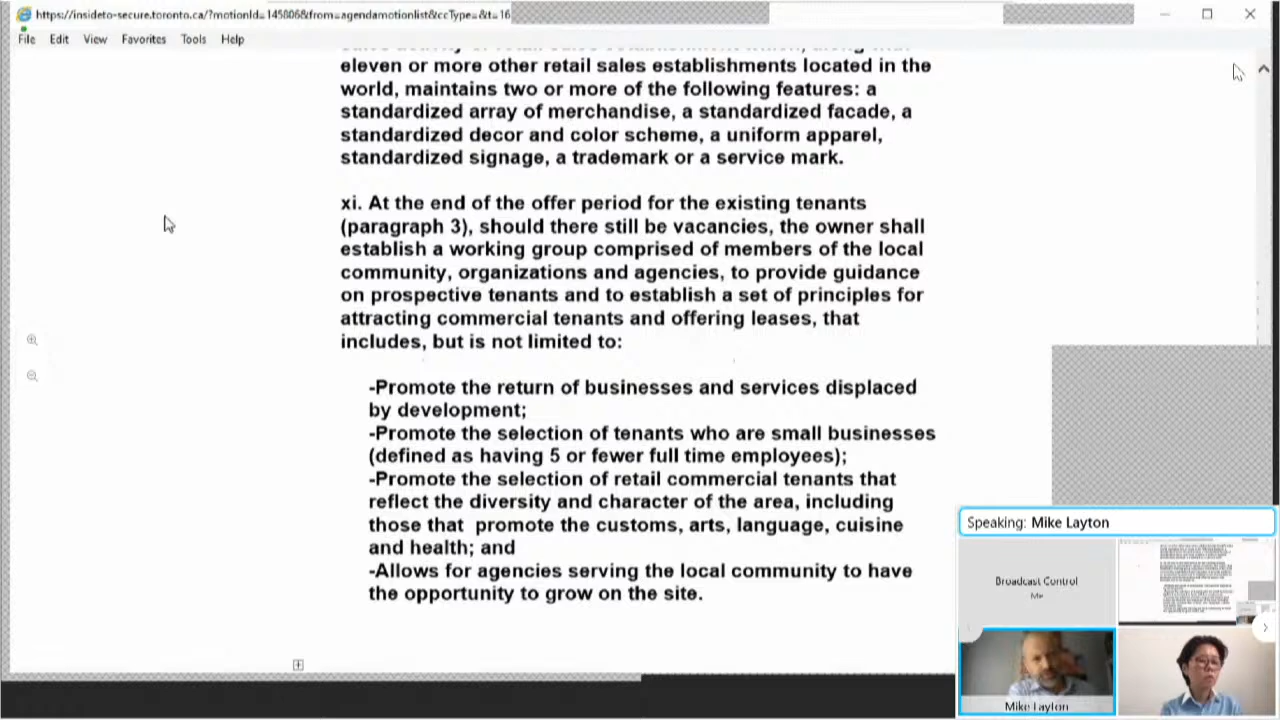 https://insideto-secure.toronto.ca/?motionId=145806&from=agendamotionlist&ccType=&t=16
File Edit View Favorites Tools Help
eleven or more other retail sales establishments located in the
world, maintains two or more of the following features: a
standardized array of merchandise, a standardized facade, a
standardized decor and color scheme, a uniform apparel,
standardized signage, a trademark or a service mark.
xi. At the end of the offer period for the existing tenants
(paragraph 3), should there still be vacancies, the owner shall
establish a working group comprised of members of the local
community, organizations and agencies, to provide guidance
on prospective tenants and to establish a set of principles for
attracting commercial tenants and offering leases, that
includes, but is not limited to:
-Promote the return of businesses and services displaced
by development;
-Promote the selection of tenants who are small businesses
(defined as having 5 or fewer full time employees);
-Promote the selection of retail commercial tenants that
reflect the diversity and character of the area, including
those that promote the customs, arts, language, cuisine
and health; and
-Allows for agencies serving the local community to have
the opportunity to grow on the site.
Speaking: Mike Layton
Broadcast Control
Me
Mike Layton